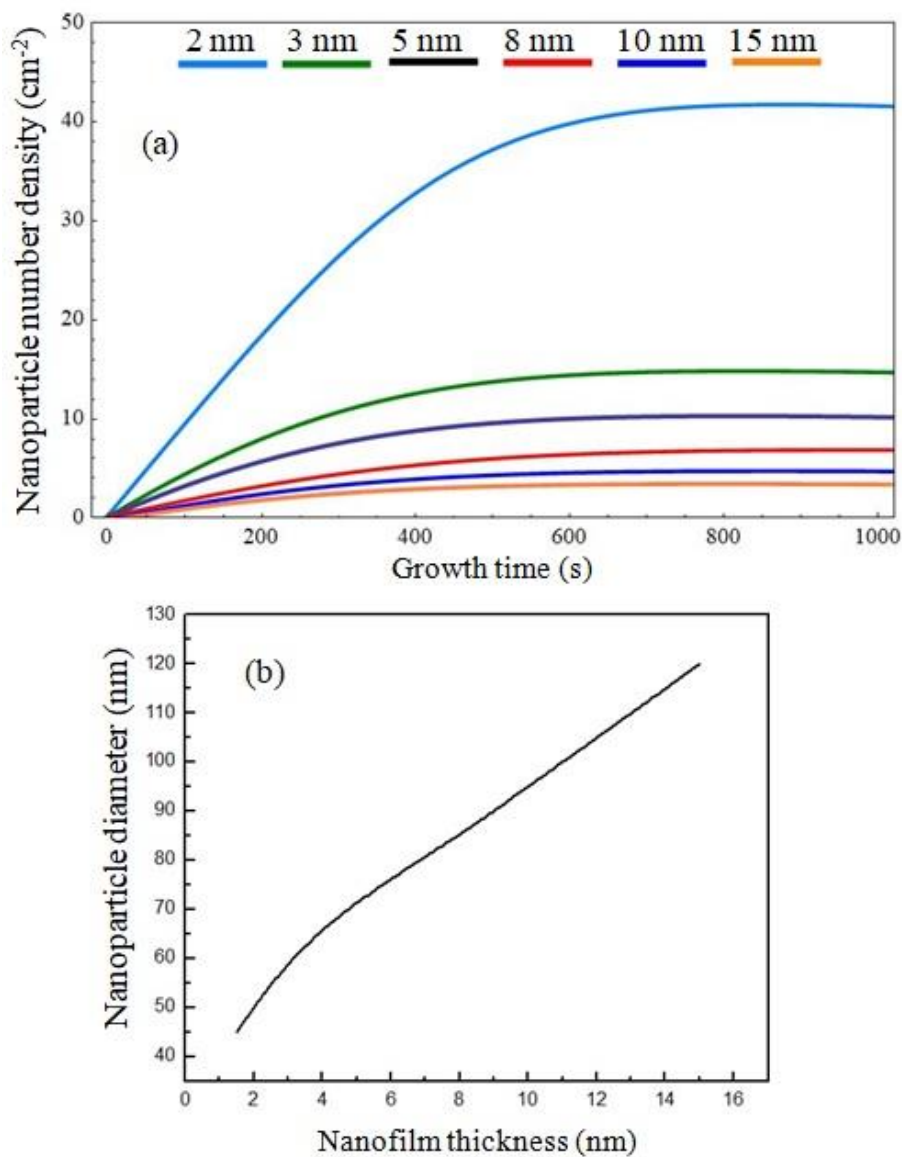 50
2 nm 3 nm 5 nm 8 nm 10 nm 15 nm
(a)
40
30
20
10
0
Nanoparticle number density (cm-2)
0 200 400 600 800 1000
Growth time (s)
130
(b)
120
110
100
90
80
70
60
50
40
Nanoparticle diameter (nm)
0 2 4 6 8 10 12 14 16
Nanofilm thickness (nm)